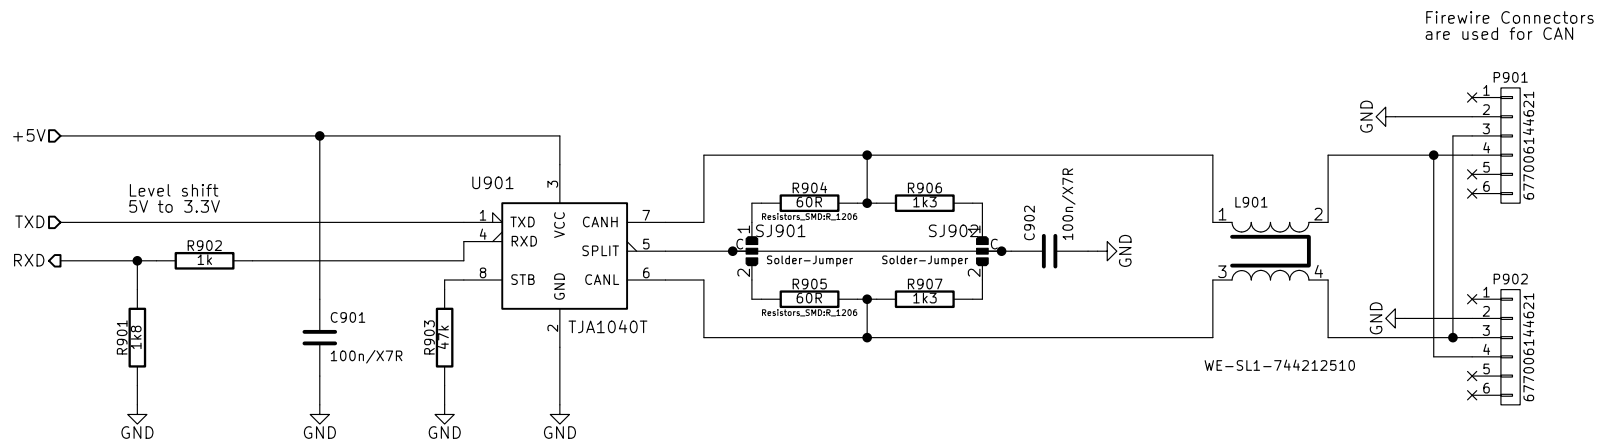 Firewire Connectors
are used for CAN
P901
1
2
3
4
5
6
677006144621
GND
+5V
Level shift
5V to 3.3V
TXD
RXD
R902
1k
R901
1k8
GND
C901
100n/X7R
GND
R903
47k
GND
U901
3
1 TXD
4 RXD
8 STB
VCC
GND
CANH 7
SPLIT 5
CANL 6
2
TJA1040T
GND
R904
60R
Resistors_SMD:R_1206
R906
1k3
SJ901
1
C
2
Solder-Jumper
SJ902
1
C
2
Solder-Jumper
R905
60R
Resistors_SMD:R_1206
R907
1k3
C902
100n/X7R
GND
L901
1 2
3 4
WE-SL1-744212510
P902
1
2
3
4
5
6
677006144621
GND